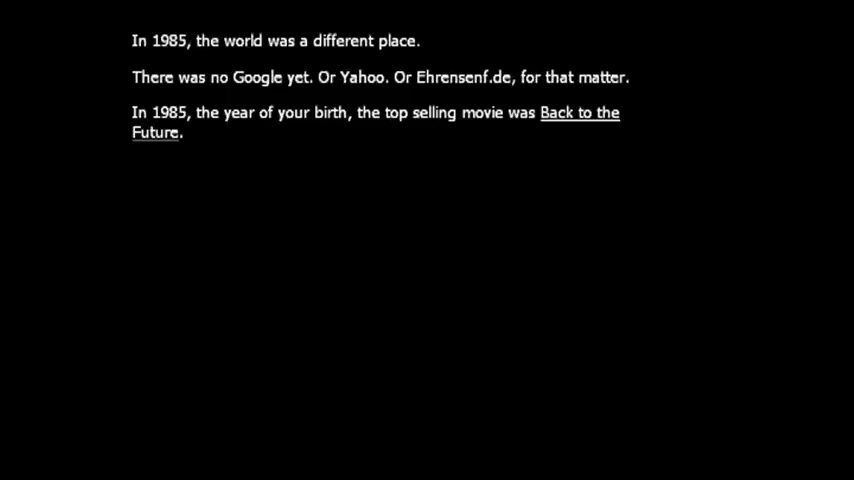 In 1985, the world was a different place.
There was no Google yet. Or Yahoo. Or Ehrensenf.de, for that matter.
In 1985, the year of your birth, the top selling movie was Back to the
Future.